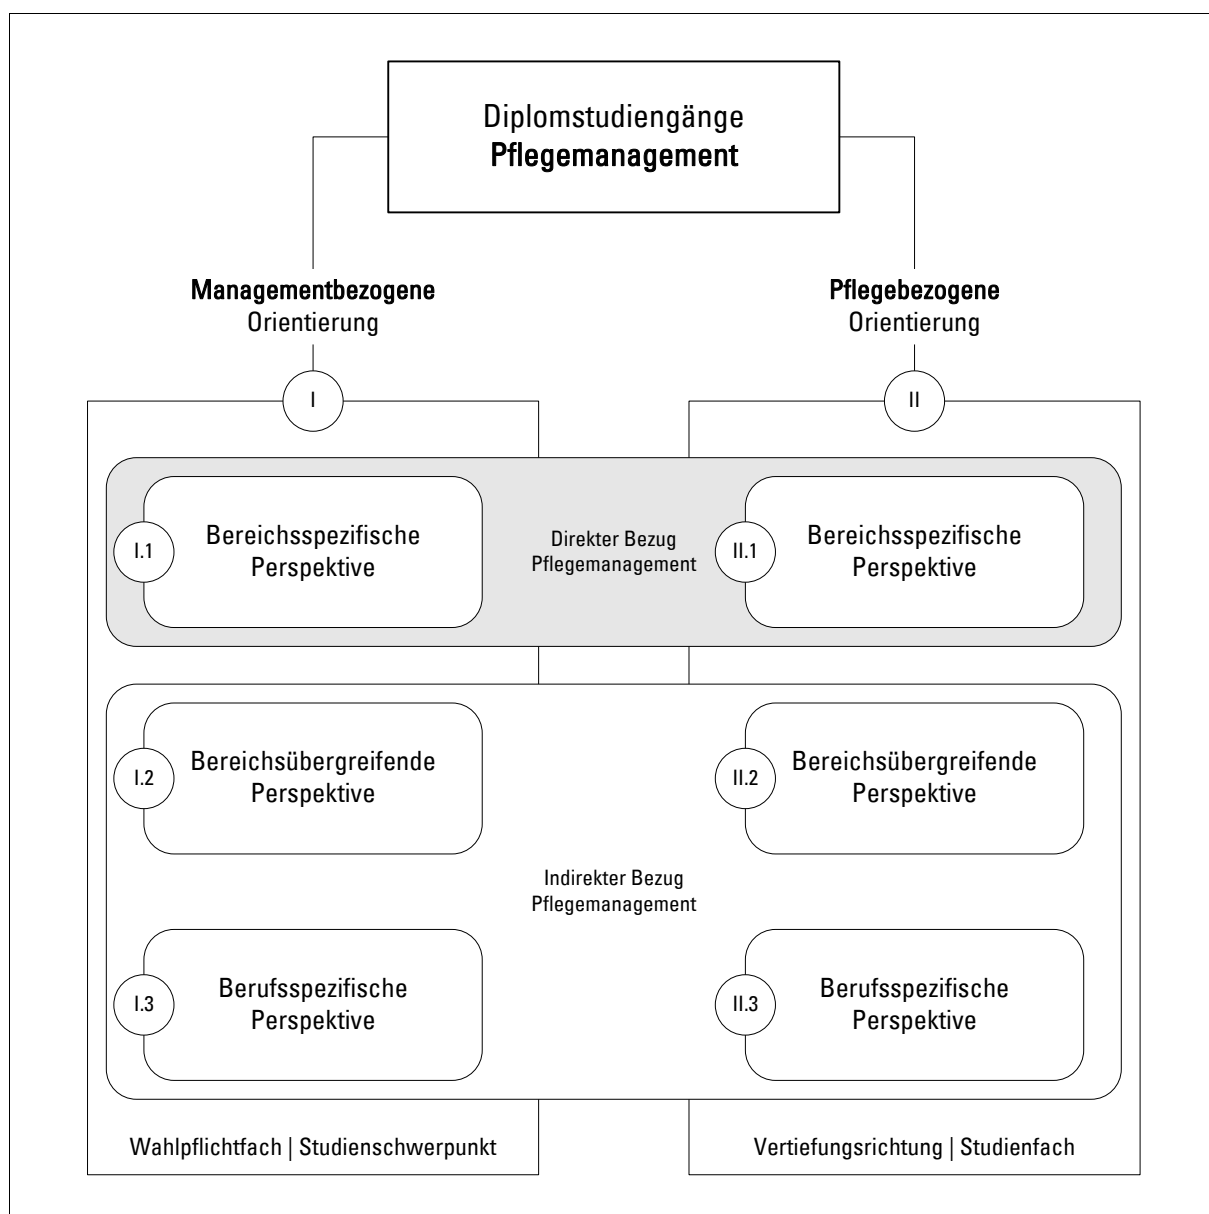 Diplomstudiengänge
Pflegemanagement
Managementbezogene
Orientierung
Pflegebezogene
Orientierung
I
II
I.1
Bereichsspezifische
Perspektive
Direkter Bezug
Pflegemanagement
II.1
Bereichsspezifische
Perspektive
I.2
Bereichsübergreifende
Perspektive
II.2
Bereichsübergreifende
Perspektive
Indirekter Bezug
Pflegemanagement
I.3
Berufsspezifische
Perspektive
II.3
Berufsspezifische
Perspektive
Wahlpflichtfach | Studienschwerpunkt
Vertiefungsrichtung | Studienfach